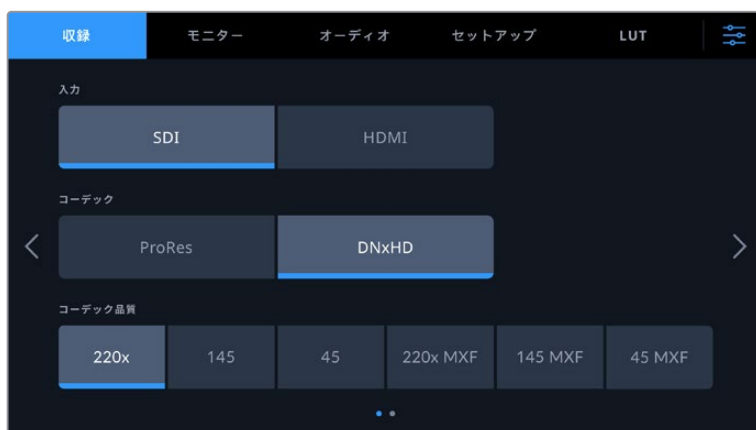 収録 モニター オーディオ セットアップ LUT
入力
SDI HDMI
コーデック
ProRes DNxHD
コーデック品質
220x 145 45 220x MXF 145 MXF 45 MXF